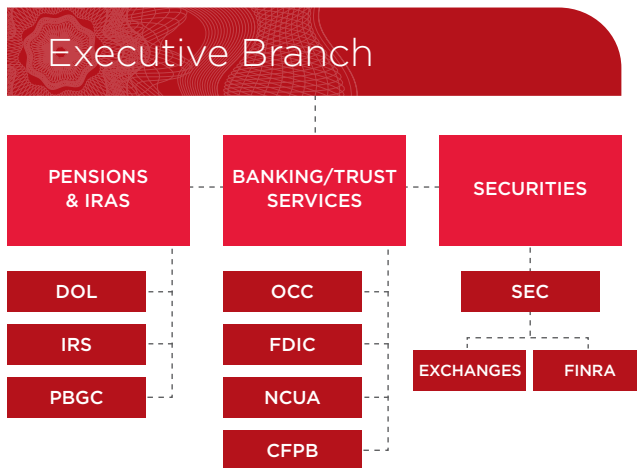 Executive Branch
PENSIONS
& IRAS
BANKING/TRUST
SERVICES
SECURITIES
DOL
OCC
SEC
IRS
FDIC
EXCHANGES
FINRA
PBGC
NCUA
CFPB